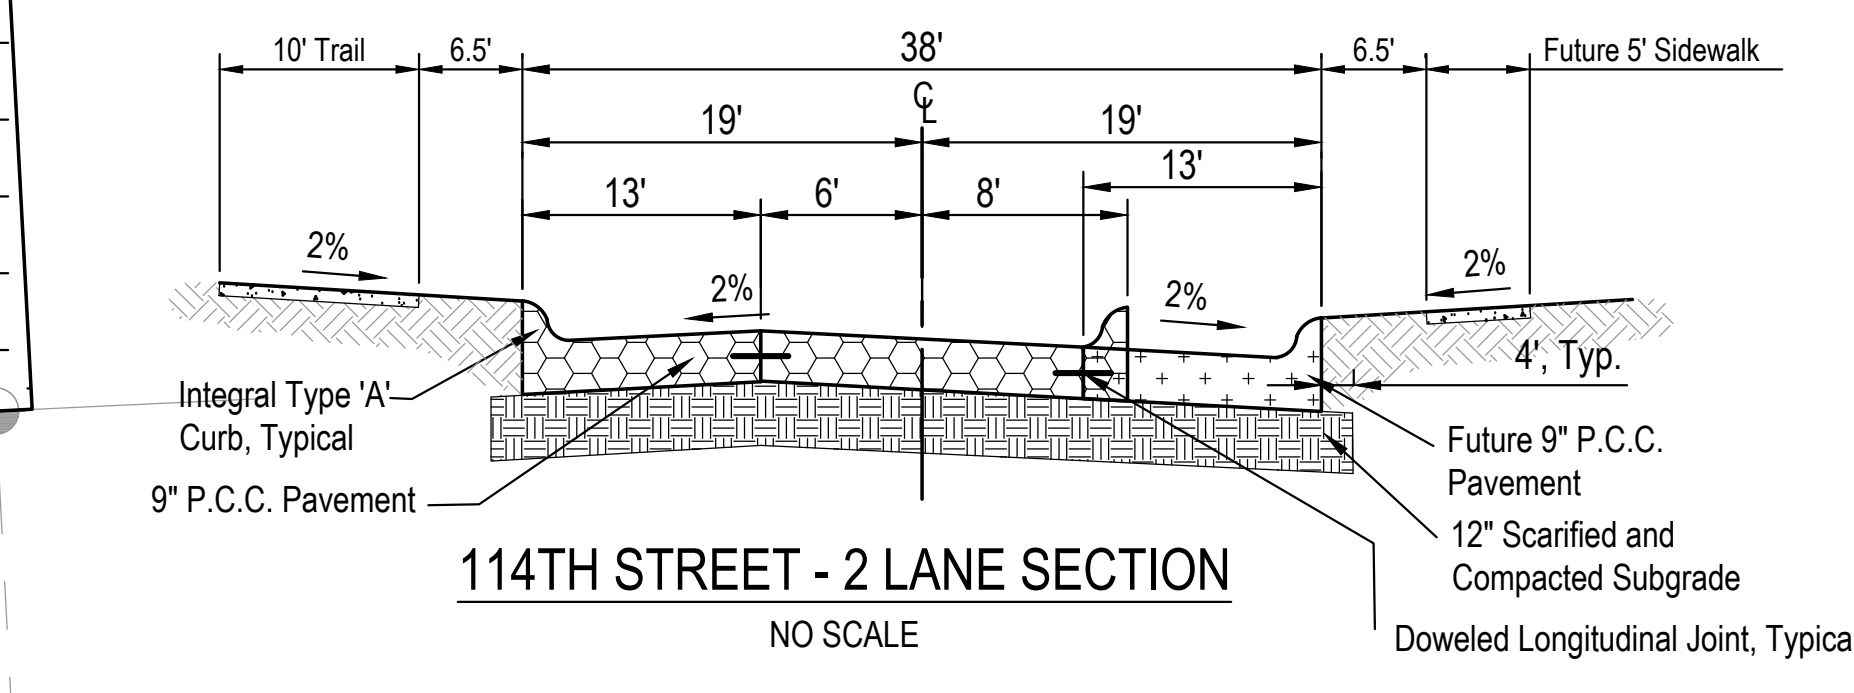 10' Trail
6.5'
38'
6.5'
Future 5' Sidewalk
CL
19'
19'
13'
13'
6'
8'
2%
2%
2%
2%
4', Typ.
Integral Type 'A'
Curb, Typical
9" P.C.C. Pavement
Future 9" P.C.C.
Pavement
12" Scarified and
Compacted Subgrade
Doweled Longitudinal Joint, Typica
114TH STREET - 2 LANE SECTION
NO SCALE